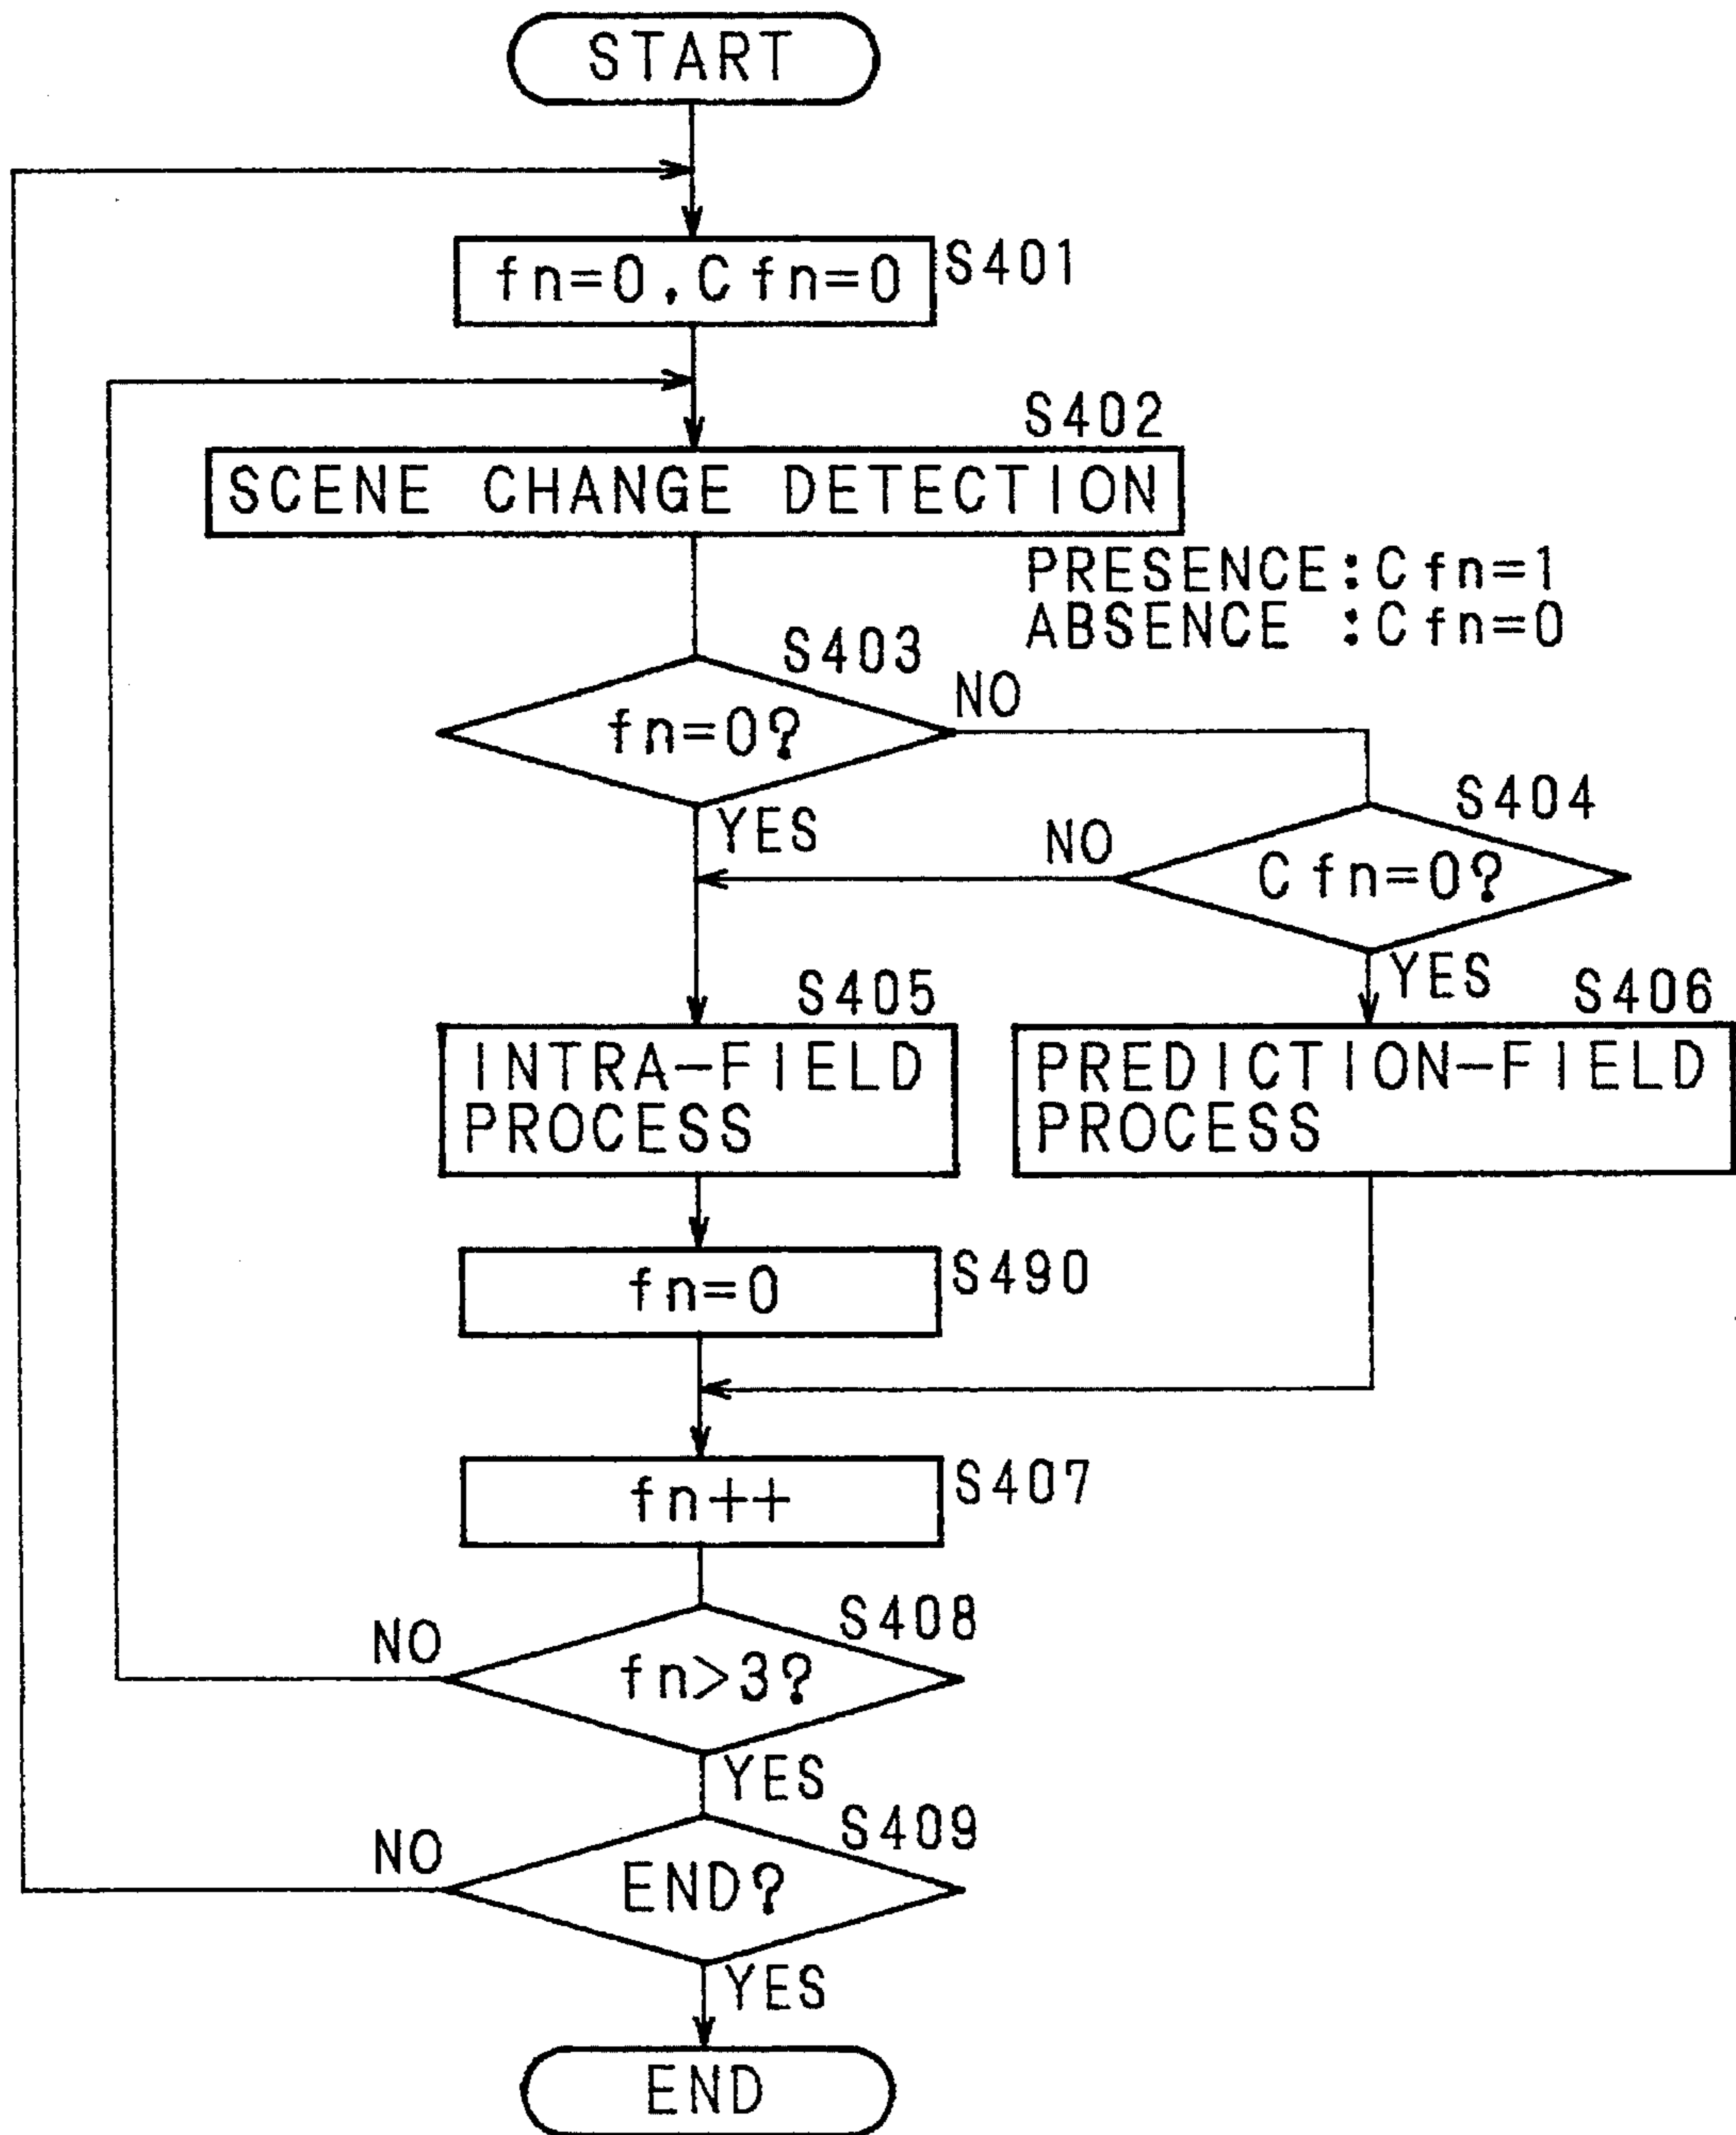 START
fn=0,Cfn=0
S401
S402
SCENE CHANGE DETECTION
PRESENCE:Cfn=1
ABSENCE :Cfn=0
S403
fn=0?
NO
YES
S404
Cfn=0?
NO
YES
S405
INTRA-FIELD
PROCESS
S406
PREDICTION-FIELD
PROCESS
fn=0
S490
fn++
S407
S408
fn>3?
NO
YES
S409
END?
NO
YES
END